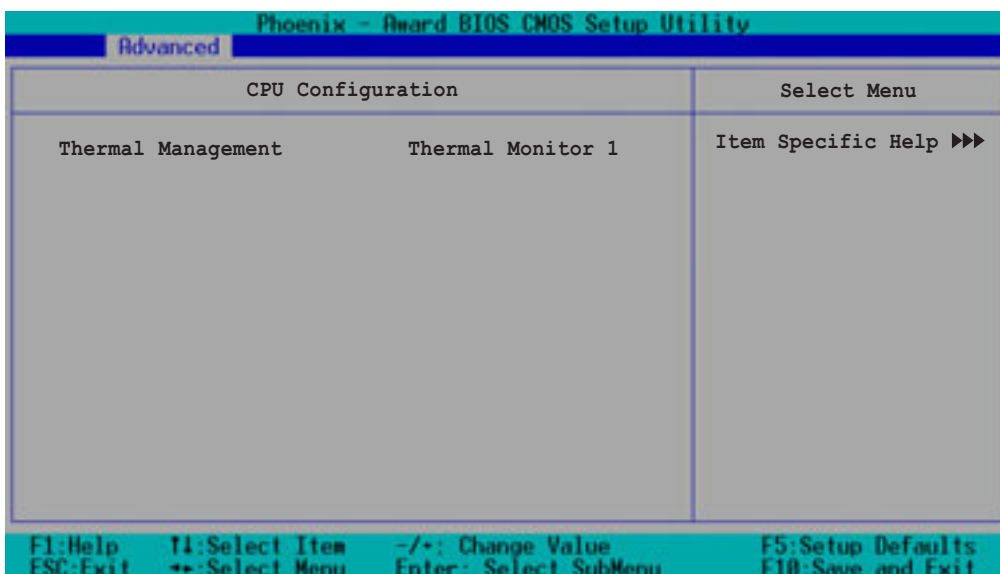 Phoenix - Award BIOS CMOS Setup Utility
Advanced
CPU Configuration
Select Menu
Thermal Management Thermal Monitor 1
Item Specific Help ▶▶▶
F1:Help ↑↓:Select Item -/+: Change Value F5:Setup Defaults
ESC:Exit ↔:Select Menu Enter: Select SubMenu F10:Save and Exit